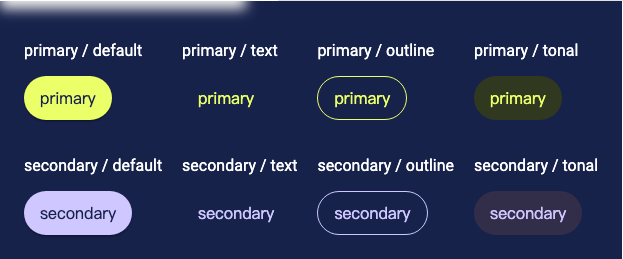 primary / default primary / text primary / outline primary / tonal
primary primary primary primary
secondary / default secondary / text secondary / outline secondary / tonal
secondary secondary secondary secondary